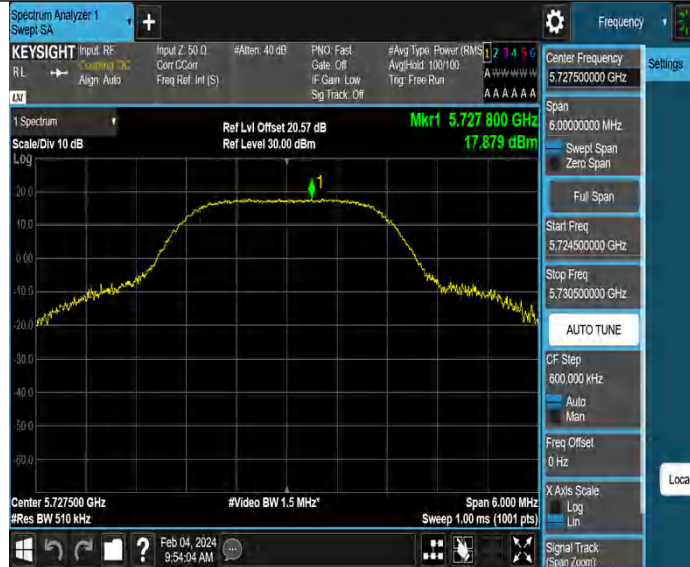 Spectrum Analyzer 1
Swept SA
+
Frequency
KEYSIGHT
RL
LXI
Input: RF
Coupling: DC
Align: Auto
Input Z: 50 Ω
Corr CCorr
Freq Ref: Int (S)
#Atten: 40 dB
PNO: Fast
Gate: Off
IF Gain: Low
Sig Track: Off
#Avg Type: Power (RMS
Avg|Hold: 100/100
Trig: Free Run
1 2 3 4 5 6
A W W W W W
A A A A A A
1 Spectrum
Scale/Div 10 dB
Log
Ref Lvl Offset 20.57 dB
Ref Level 30.00 dBm
Mkr1 5.727 800 GHz
17.879 dBm
1
20.0
10.0
0.00
-10.0
-20.0
-30.0
-40.0
-50.0
-60.0
Center 5.727500 GHz
#Res BW 510 kHz
#Video BW 1.5 MHz*
Span 6.000 MHz
Sweep 1.00 ms (1001 pts)
?
Feb 04, 2024
9:54:04 AM
Center Frequency
5.727500000 GHz
Span
6.00000000 MHz
Swept Span
Zero Span
Full Span
Start Freq
5.724500000 GHz
Stop Freq
5.730500000 GHz
AUTO TUNE
CF Step
600.000 kHz
Auto
Man
Freq Offset
0 Hz
X Axis Scale
Log
Lin
Signal Track
(Span Zoom)
Settings
Loca